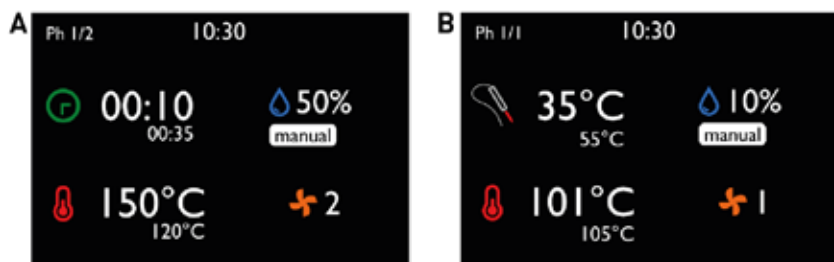 A
Ph 1/2 10:30
00:10 50%
00:35 manual
150°C 2
120°C
B
Ph 1/1 10:30
35°C 10%
55°C manual
101°C 1
105°C